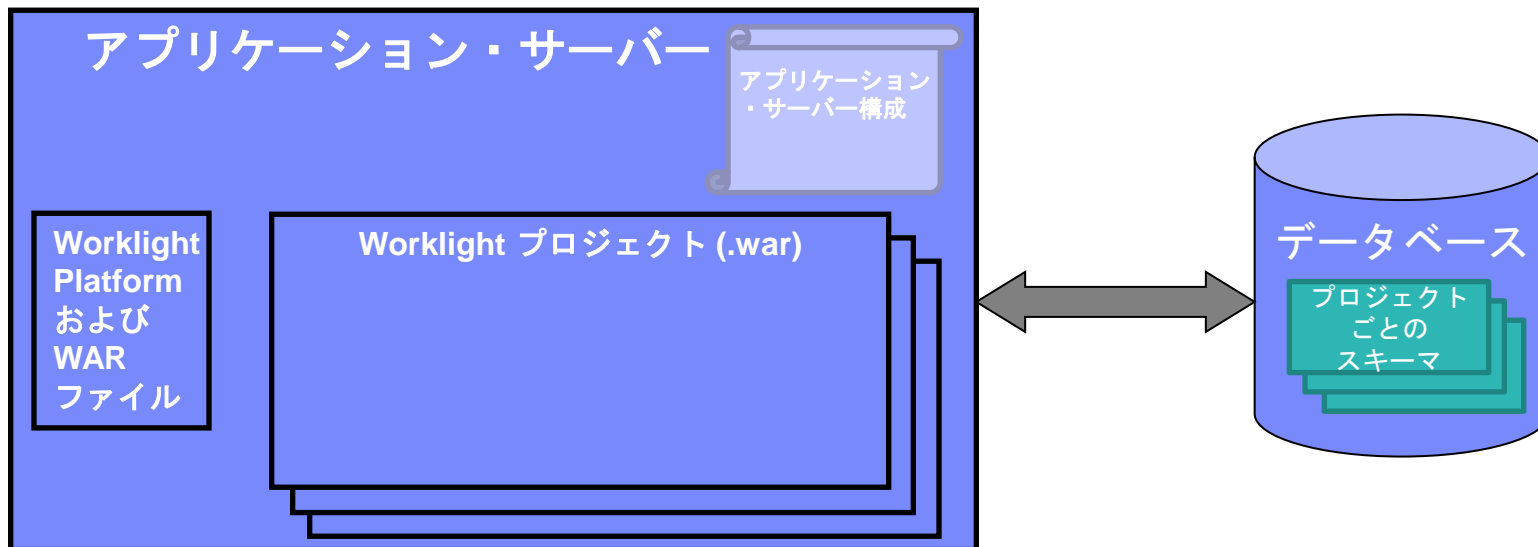 アプリケーション・サーバー
アプリケーション
・サーバー構成
Worklight
Platform
および
WAR
ファイル
Worklight プロジェクト (.war)
データベース
プロジェクト
ごとの
スキーマ